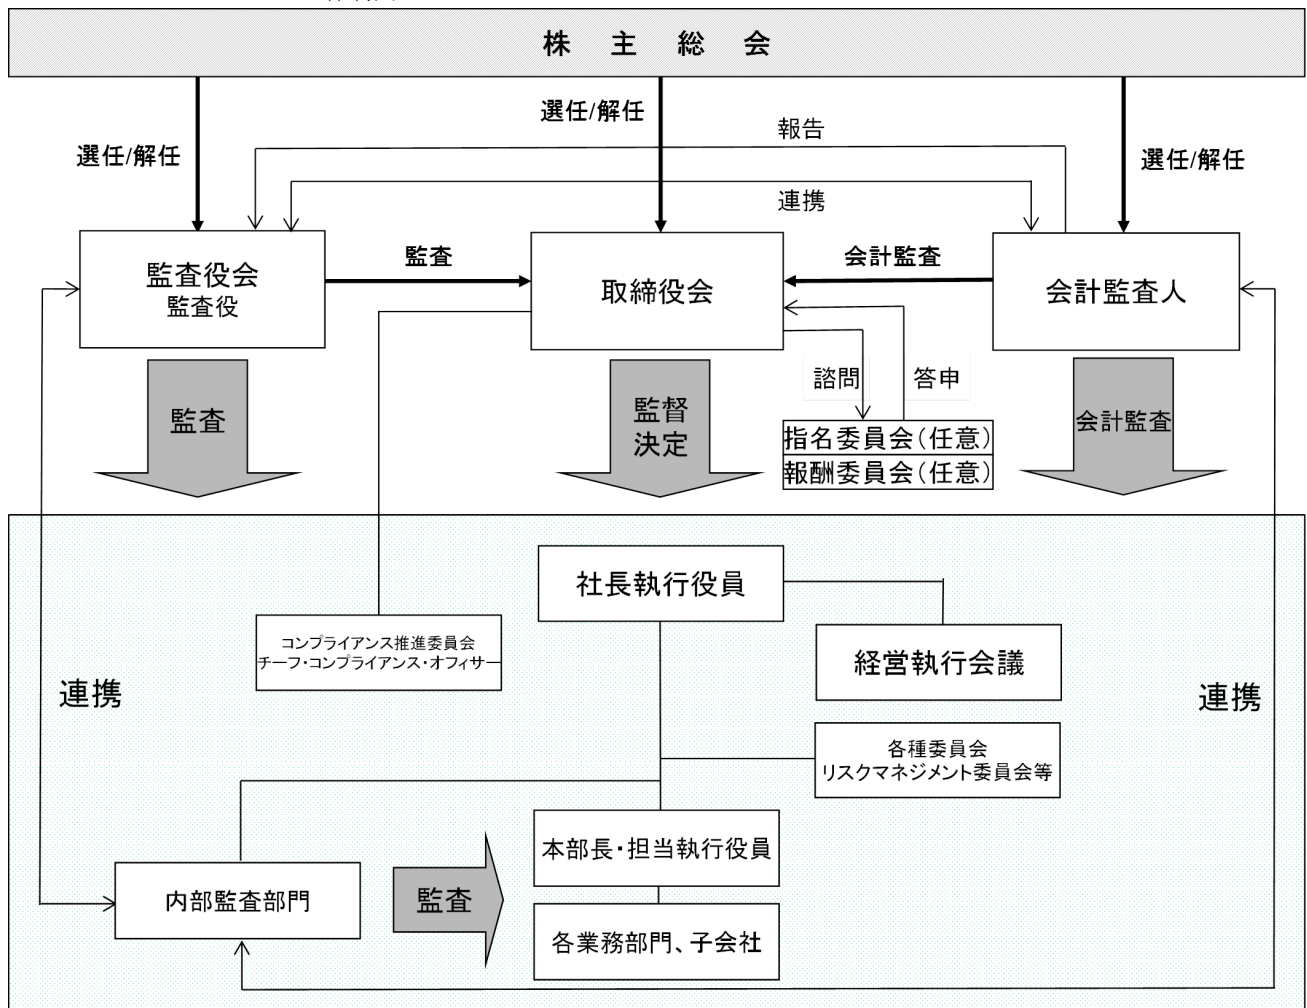 株主総会
選任/解任
選任/解任
選任/解任
報告
連携
監査役会
監査役
監査
取締役会
会計監査
会計監査人
諮問
答申
指名委員会(任意)
報酬委員会(任意)
監査
監督
決定
会計監査
社長執行役員
コンプライアンス推進委員会
チーフ・コンプライアンス・オフィサー
経営執行会議
連携
連携
各種委員会
リスクマネジメント委員会等
本部長・担当執行役員
内部監査部門
監査
各業務部門、子会社